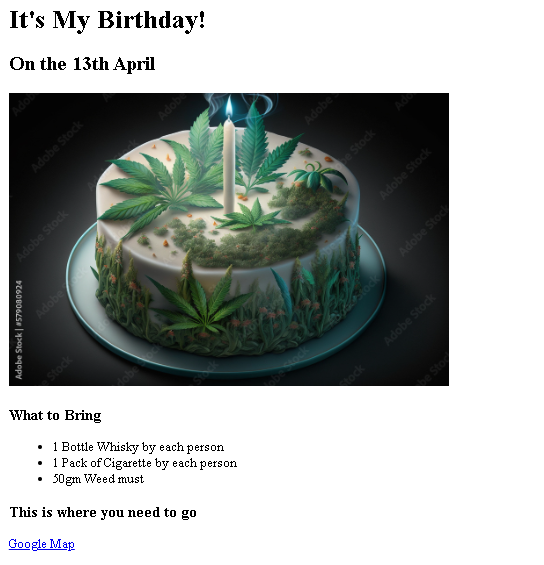 It's My Birthday!
On the 13th April
Adobe Stock
Adobe Stock | #579080924
What to Bring
1 Bottle Whisky by each person
1 Pack of Cigarette by each person
50gm Weed must
This is where you need to go
Google Map